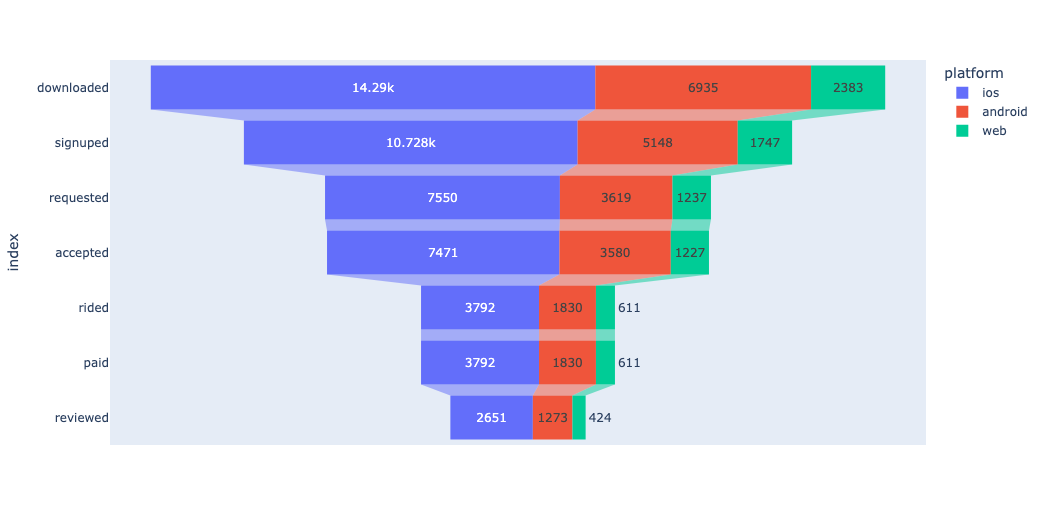 downloaded 14.29k 6935 2383
signuped 10.728k 5148 1747
requested 7550 3619 1237
accepted 7471 3580 1227
rided 3792 1830 611
paid 3792 1830 611
reviewed 2651 1273 424
index
platform
ios
android
web